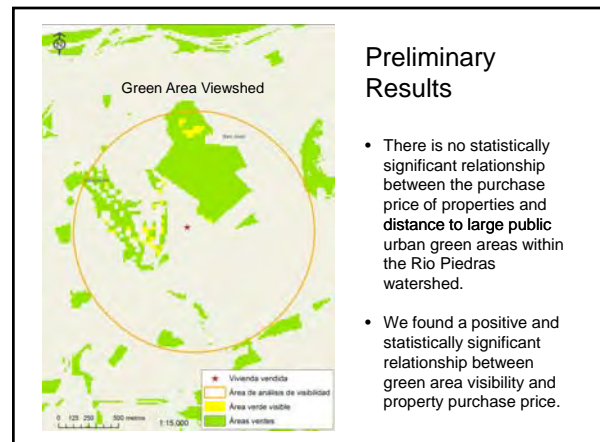 Green Area Viewshed
Preliminary
Results
• There is no statistically
significant relationship
between the purchase
price of properties and
distance to large public
urban green areas within
the Rio Piedras
watershed.
• We found a positive and
statistically significant
relationship between
green area visibility and
property purchase price.
Vivienda vendida
Área de análisis de visibilidad
Área verde visible
Áreas verdes
0 125 250 500 metros
1:15,000